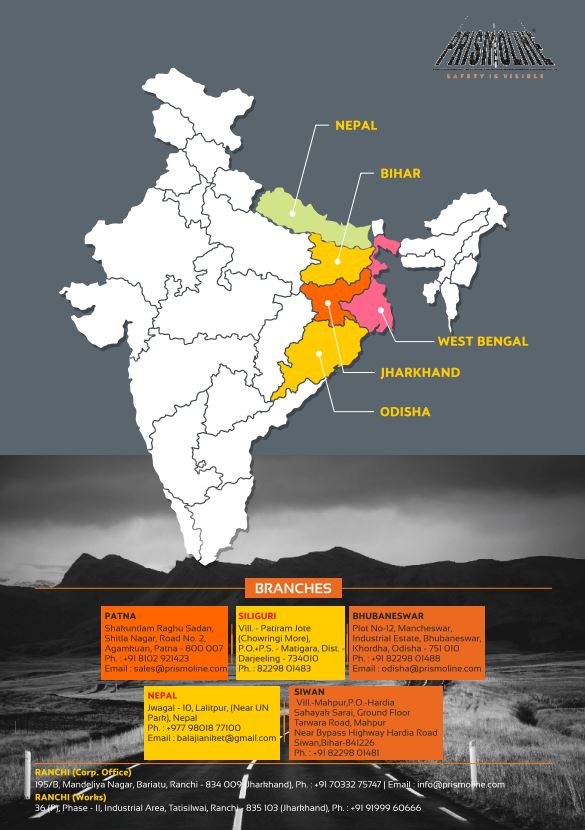 PRISMOLINE®
SAFETY IS VISIBLE
NEPAL
BIHAR
WEST BENGAL
JHARKHAND
ODISHA
BRANCHES
PATNA
Shakuntlam Raghu Sadan,
Shitla Nagar, Road No. 2,
Agamkuan, Patna - 800 007
Ph. : +91 8102 921423
Email : sales@prismoline.com
SILIGURI
Vill. - Patiram Jote
(Chowringi More),
P.O.+P.S. - Matigara, Dist. -
Darjeeling - 734010
Ph. : 82298 01483
BHUBANESWAR
Plot No-12, Mancheswar,
Industrial Estate, Bhubaneswar,
Khordha, Odisha - 751 010
Ph. : +91 82298 01488
Email : odisha@prismoline.com
NEPAL
Jwagal - 10, Lalitpur, (Near UN
Park), Nepal
Ph. +977 98018 77100
Email : balajianiket@gmail.com
SIWAN
Vill.-Mahpur,P.O.-Hardia
Sahayak Sarai, Ground Floor
Tarwara Road, Mahpur
Near Bypass Highway Hardia Road
Siwan,Bihar-841226
Ph. : +91 82298 01481
RANCHI (Corp. Office)
195/B, Mandeliya Nagar, Bariatu, Ranchi - 834 009 (Jharkhand), Ph. : +91 70332 75747 | Email : info@prismoline.com
RANCHI (Works)
36 (P), Phase - II, Industrial Area, Tatisilwai, Ranchi - 835 103 (Jharkhand), Ph. : +91 91999 60666